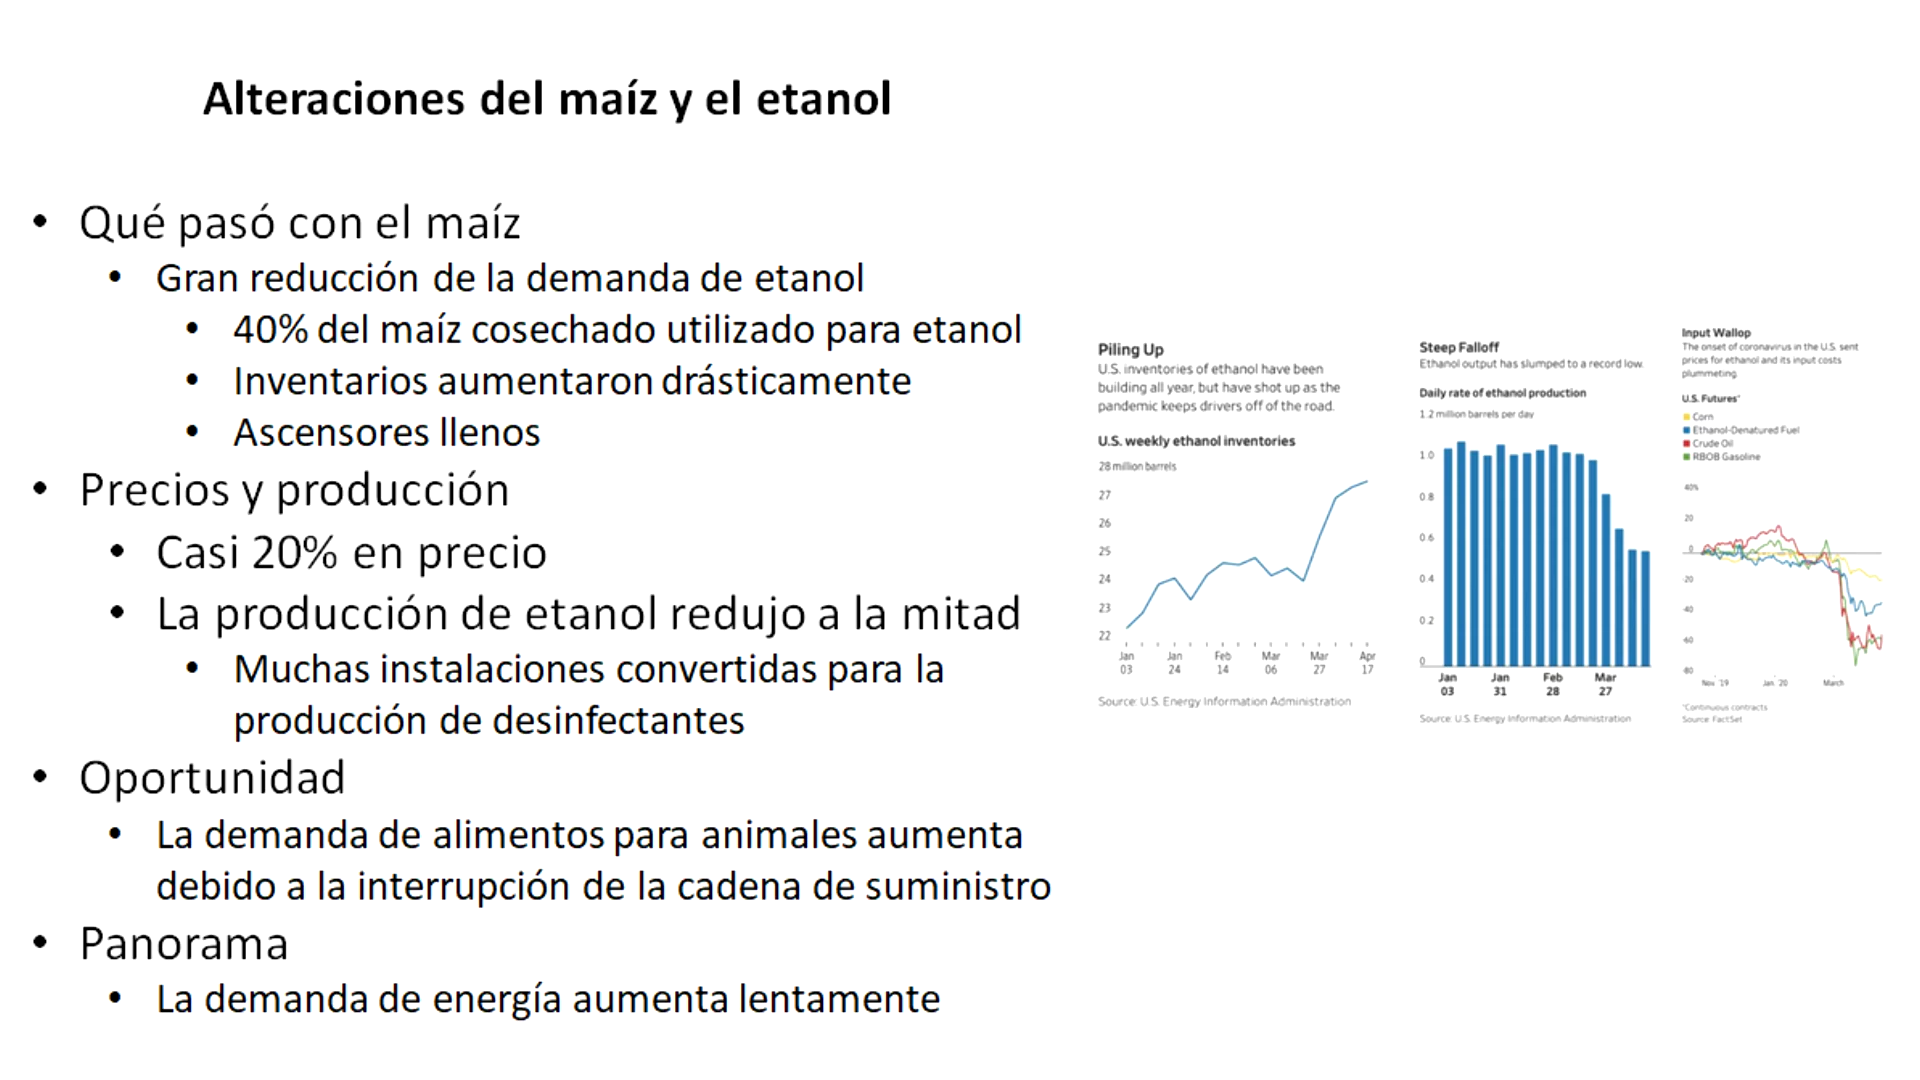 Alteraciones del maíz y el etanol
• Qué pasó con el maíz
• Gran reducción de la demanda de etanol
• 40% del maíz cosechado utilizado para etanol
• Inventarios aumentaron drásticamente
• Ascensores llenos
• Precios y producción
• Casi 20% en precio
• La producción de etanol redujo a la mitad
• Muchas instalaciones convertidas para la
producción de desinfectantes
• Oportunidad
• La demanda de alimentos para animales aumenta
debido a la interrupción de la cadena de suministro
• Panorama
• La demanda de energía aumenta lentamente
Piling Up
U.S. inventories of ethanol have been
building all year, but have shot up as the
pandemic keeps drivers off of the road.
U.S. weekly ethanol inventories
28 million barrels
27
26
25
24
23
22
Jan 03
Jan 24
Feb 14
Mar 06
Mar 27
Apr 17
Source: U.S. Energy Information Administration
Steep Falloff
Ethanol output has slumped to a record low.
Daily rate of ethanol production
1.2 million barrels per day
1.0
0.8
0.6
0.4
0.2
0
Jan 03
Jan 31
Feb 28
Mar 27
Source: U.S. Energy Information Administration
Input Wallop
The onset of coronavirus in the U.S. sent
prices for ethanol and its input costs
plummeting.
U.S. Futures*
Corn
Ethanol-Denatured Fuel
Crude Oil
RBOB Gasoline
40%
20
0
-20
-40
-60
-80
Nov. '19
Jan. '20
March
*Continuous contracts
Source: FactSet